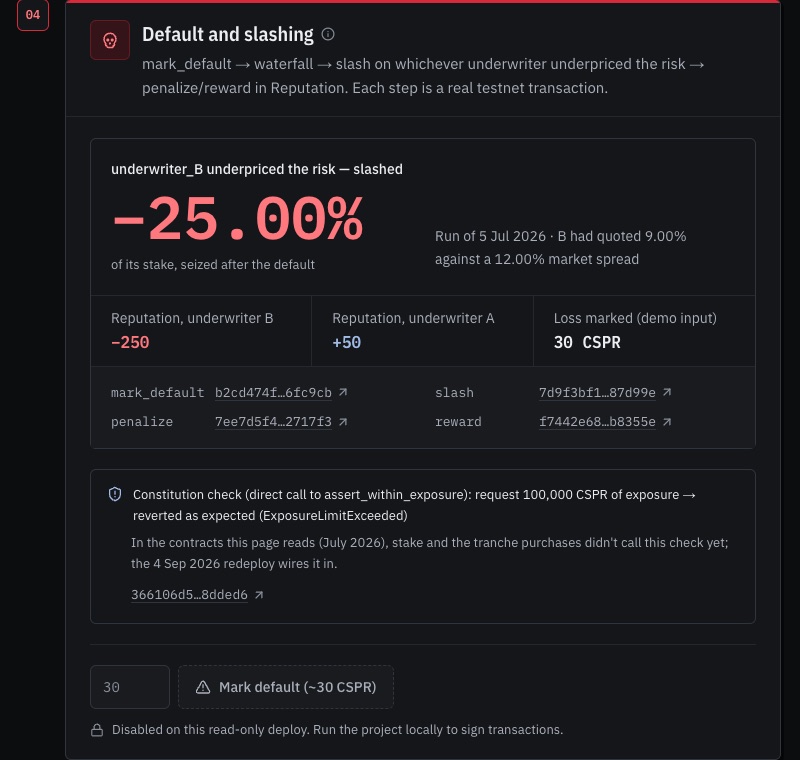 04
Default and slashing
mark_default → waterfall → slash on whichever underwriter underpriced the risk →
penalize/reward in Reputation. Each step is a real testnet transaction.
underwriter_B underpriced the risk — slashed
−25.00%
of its stake, seized after the default
Run of 5 Jul 2026 · B had quoted 9.00%
against a 12.00% market spread
Reputation, underwriter B
−250
Reputation, underwriter A
+50
Loss marked (demo input)
30 CSPR
mark_default b2cd474f…6fc9cb ↗ slash 7d9f3bf1…87d99e ↗
penalize 7ee7d5f4…2717f3 ↗ reward f7442e68…b8355e ↗
Constitution check (direct call to assert_within_exposure): request 100,000 CSPR of exposure →
reverted as expected (ExposureLimitExceeded)
In the contracts this page reads (July 2026), stake and the tranche purchases didn't call this check yet;
the 4 Sep 2026 redeploy wires it in.
366106d5…8dded6 ↗
30
Mark default (~30 CSPR)
Disabled on this read-only deploy. Run the project locally to sign transactions.